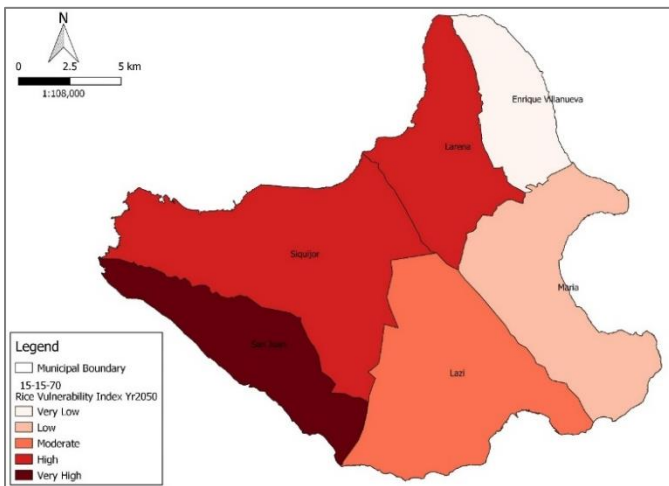 N
0 2.5 5 km
1:108,000
Enrique Villanueva
Larena
Siquijor
Maria
San Juan
Lazi
Legend
Municipal Boundary
15-15-70
Rice Vulnerability Index Yr2050
Very Low
Low
Moderate
High
Very High